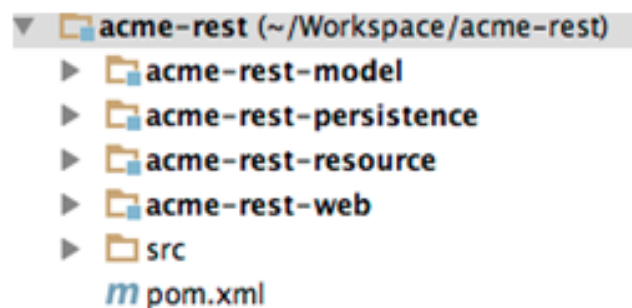 acme-rest (~/Workspace/acme-rest)
acme-rest-model
acme-rest-persistence
acme-rest-resource
acme-rest-web
src
m pom.xml